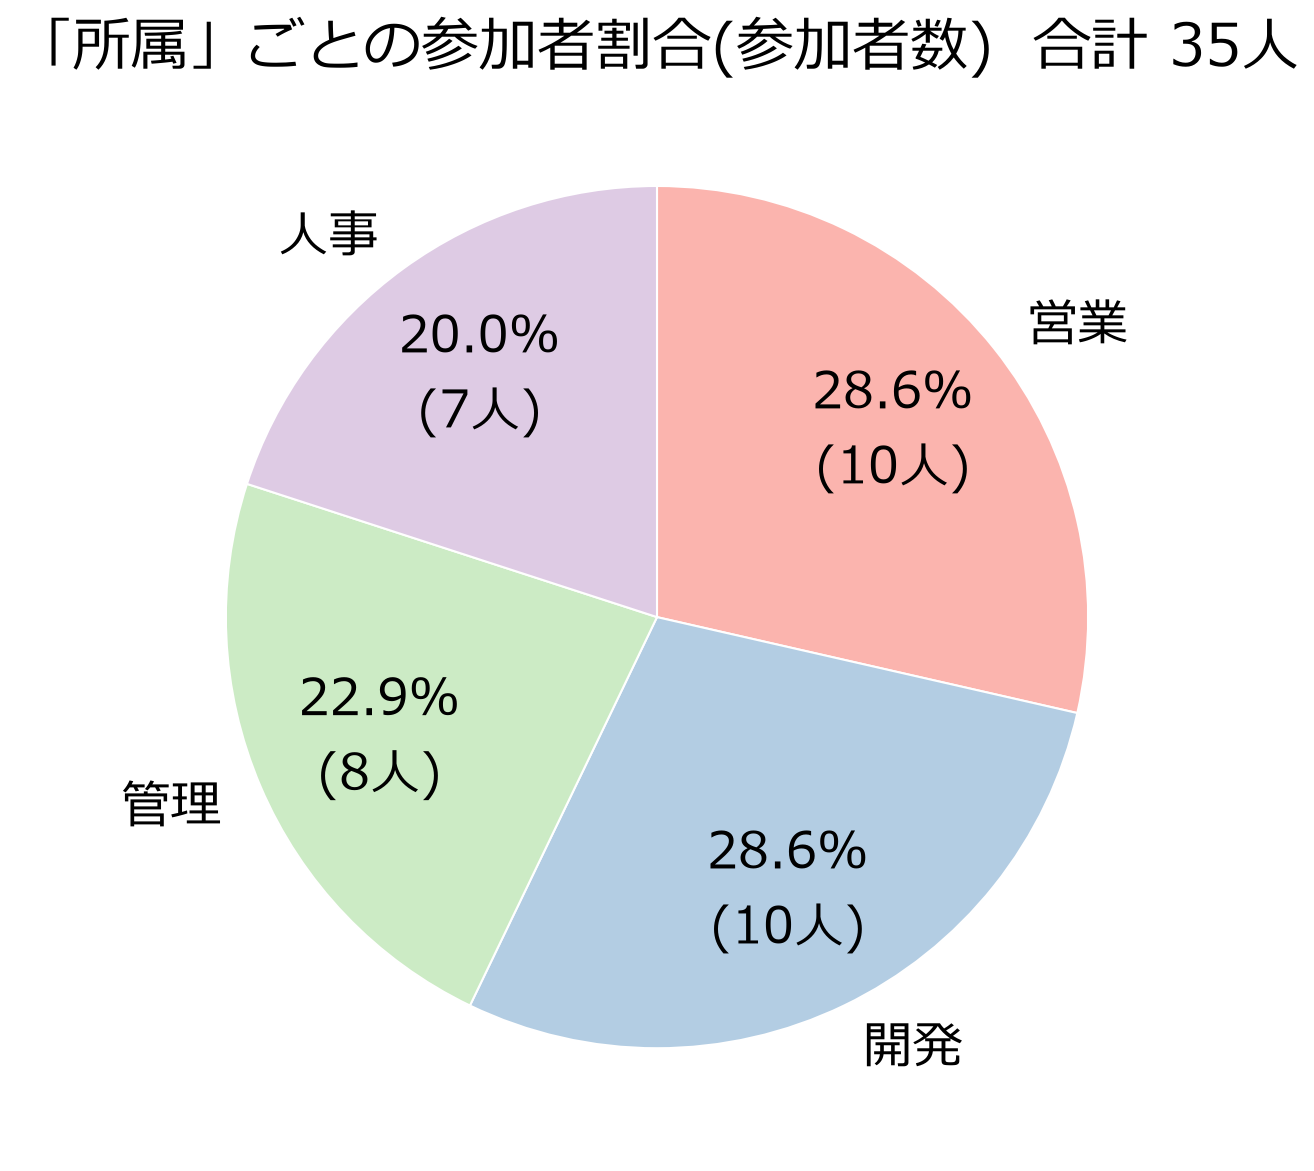 「所属」ごとの参加者割合(参加者数) 合計 35人
人事
20.0%
(7人)
営業
28.6%
(10人)
22.9%
(8人)
管理
28.6%
(10人)
開発